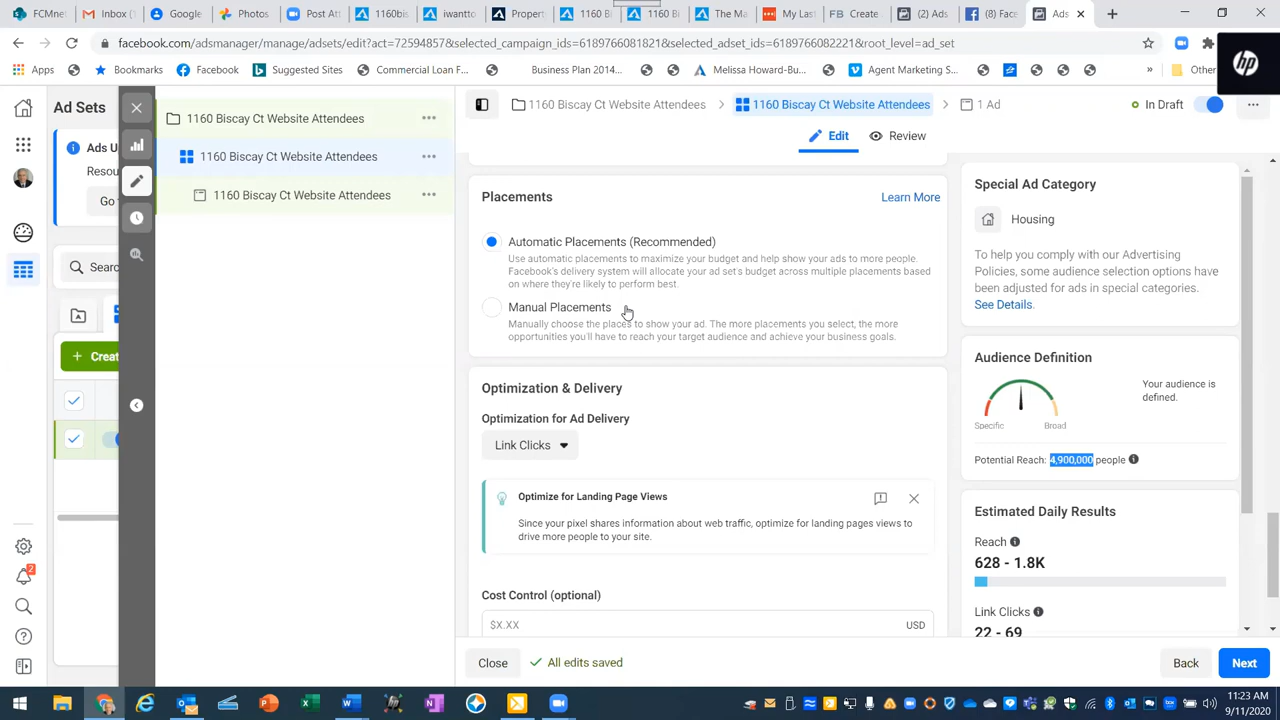 FCMnet
Inbox (
Google
Photos
Post Att
1160bis
iwantto
Propert
1160 B
1160 Bi
The Ma
My Last
Create
(2) Ads
(8) Face
Ads
facebook.com/adsmanager/manage/adsets/edit?act=72594857&selected_campaign_ids=6189766081821&selected_adset_ids=6189766082221&root_level=ad_set
Apps
Bookmarks
Facebook
Suggested Sites
Commercial Loan F...
Business Plan 2014...
Melissa Howard-Bu...
Agent Marketing S...
»
Other
hp
Ad Sets
1160 Biscay Ct Website Attendees
1160 Biscay Ct Website Attendees > 1160 Biscay Ct Website Attendees > 1 Ad
In Draft
Edit
Review
Ads U
Resou
Go t
1160 Biscay Ct Website Attendees
1160 Biscay Ct Website Attendees
Searc
+ Creat
2
Placements
Learn More
Automatic Placements (Recommended)
Use automatic placements to maximize your budget and help show your ads to more people.
Facebook's delivery system will allocate your ad set's budget across multiple placements based
on where they're likely to perform best.
Manual Placements
Manually choose the places to show your ad. The more placements you select, the more
opportunities you'll have to reach your target audience and achieve your business goals.
Optimization & Delivery
Optimization for Ad Delivery
Link Clicks
Optimize for Landing Page Views
Since your pixel shares information about web traffic, optimize for landing pages views to
drive more people to your site.
Cost Control (optional)
$X.XX
USD
Special Ad Category
Housing
To help you comply with our Advertising
Policies, some audience selection options have
been adjusted for ads in special categories.
See Details.
Audience Definition
Your audience is
defined.
Specific
Broad
Potential Reach: 4,900,000 people
Estimated Daily Results
Reach
628 - 1.8K
Link Clicks
22 - 69
Close
All edits saved
Back
Next
11:23 AM
9/11/2020